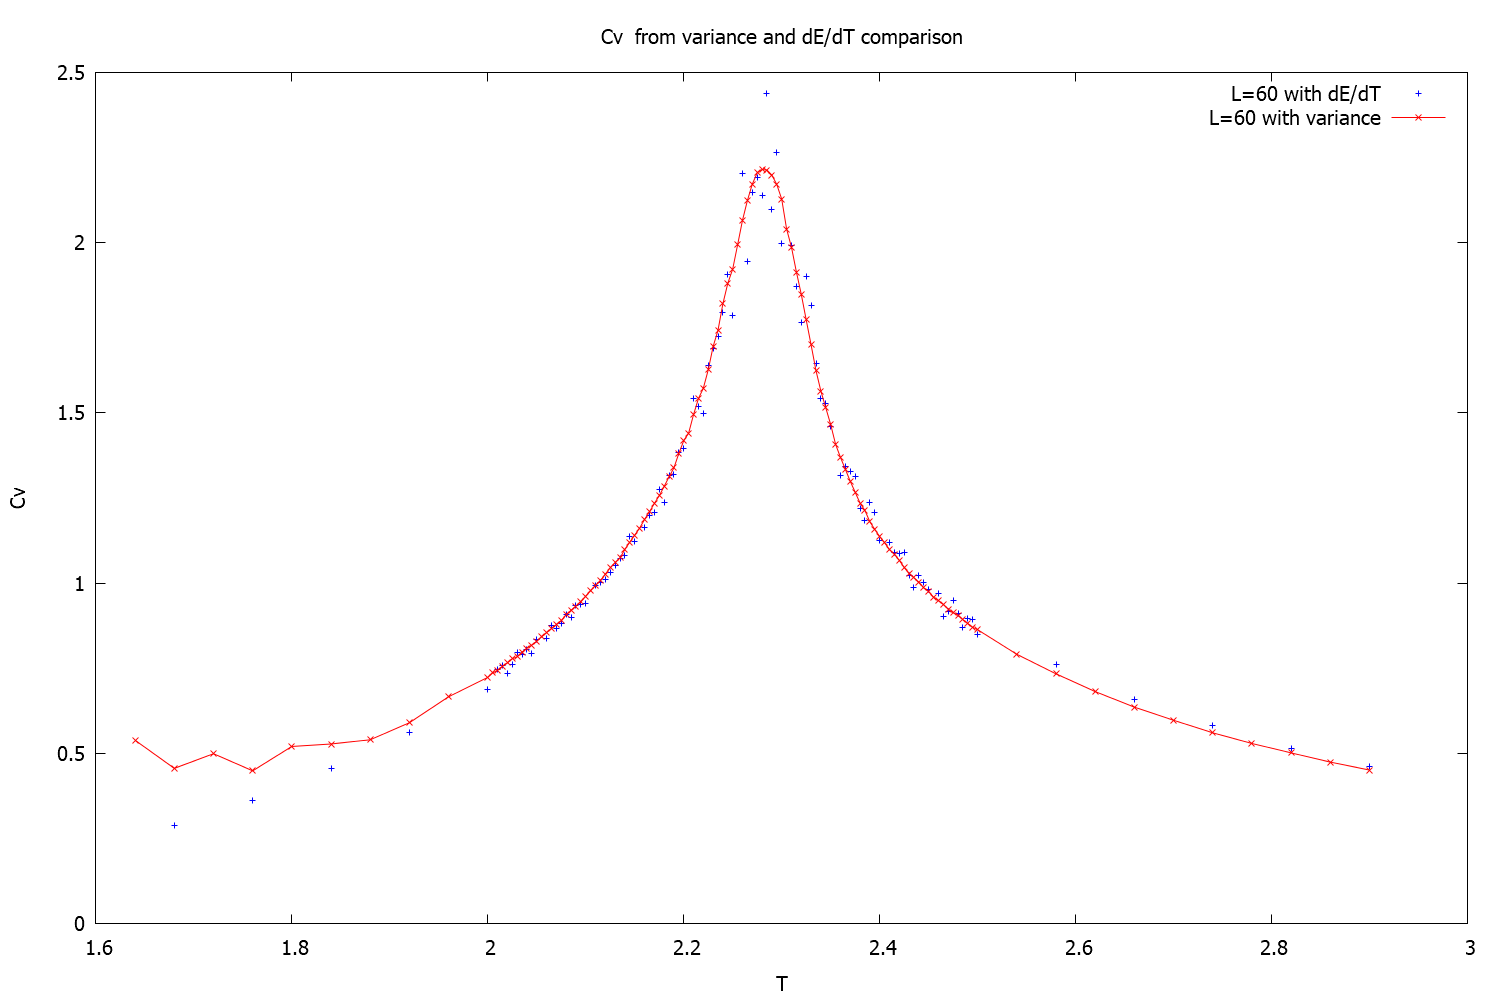 Cv  from variance and dE/dT comparison
2.5
2
1.5
1
0.5
0
L=60 with dE/dT
L=60 with variance
Cv
1.6
1.8
2
2.2
2.4
2.6
2.8
3
T